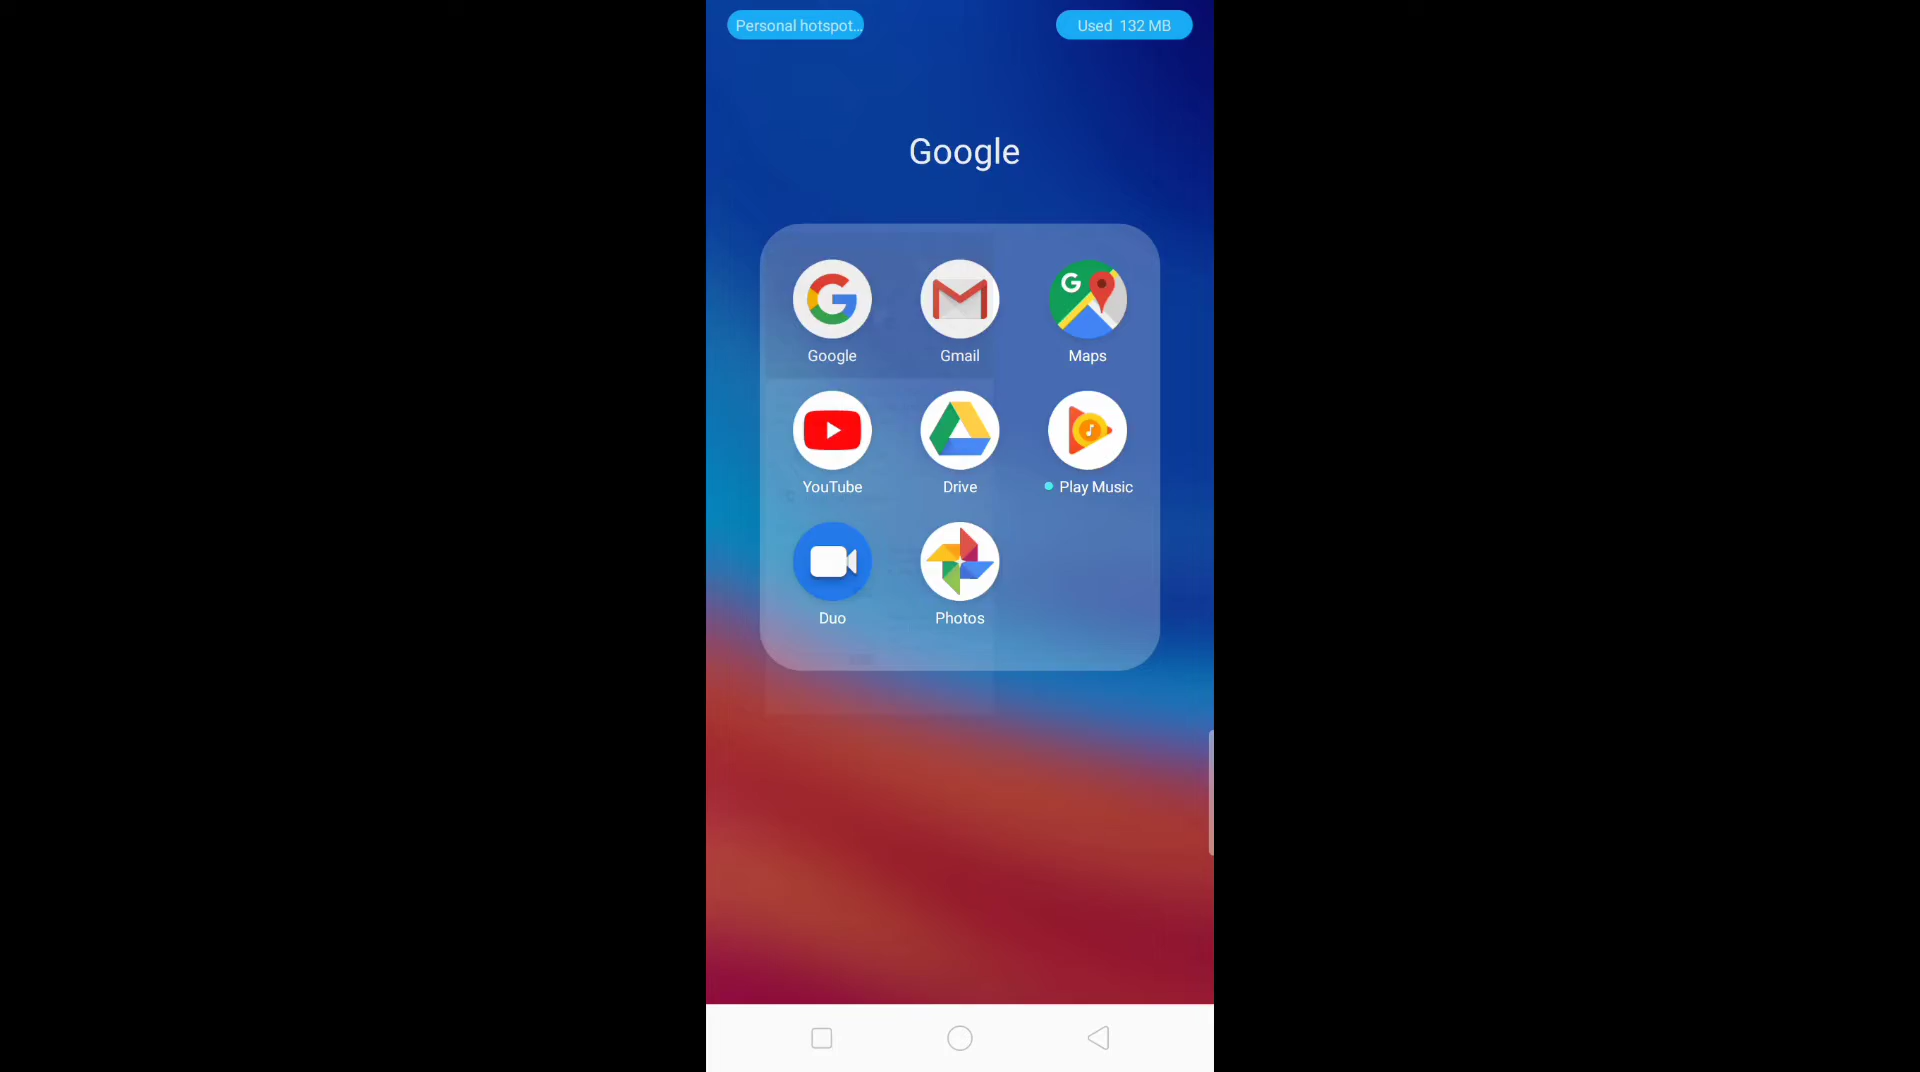 Personal hotspot...
Used 132 MB
Google
Google
Gmail
Maps
YouTube
Drive
Play Music
Duo
Photos